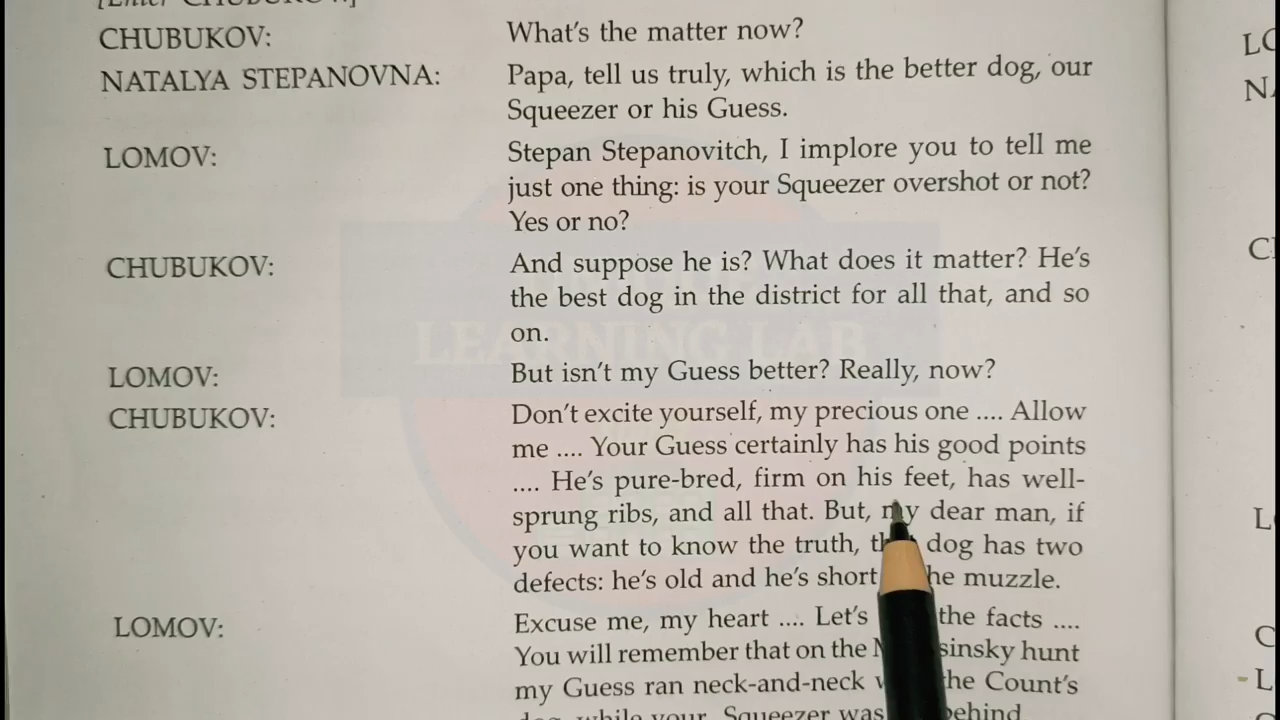 CHUBUKOV: What's the matter now?
NATALYA STEPANOVNA: Papa, tell us truly, which is the better dog, our
Squeezer or his Guess.
LOMOV: Stepan Stepanovitch, I implore you to tell me
just one thing: is your Squeezer overshot or not?
Yes or no?
CHUBUKOV: And suppose he is? What does it matter? He's
the best dog in the district for all that, and so
on.
LEARNING LAB
LOMOV: But isn't my Guess better? Really, now?
CHUBUKOV: Don't excite yourself, my precious one .... Allow
me .... Your Guess certainly has his good points
.... He's pure-bred, firm on his feet, has well-
sprung ribs, and all that. But, my dear man, if
you want to know the truth, dog has two
defects: he's old and he's short muzzle.
LOMOV: Excuse me, my heart .... Let's the facts ....
You will remember that on the hunt
my Guess ran neck-and-neck the Count's
while your Squeezer was behind